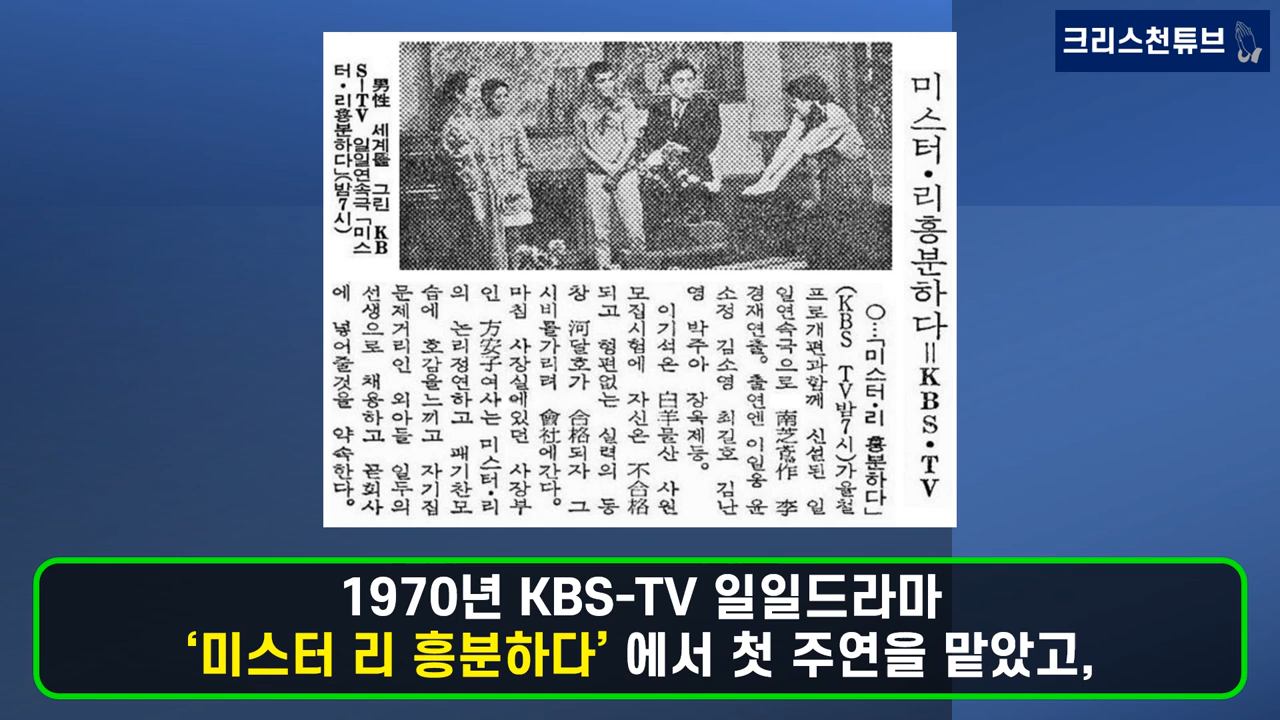 크리스천튜브
미스터·리흥분하다=KBS·TV
男性 세계를 그린 KB
S—TV 일일연속극 「미스
터·리흥분하다」(밤7시)
○…「미스터·리 흥분하다」
(KBS TV밤7시)가을철
프로개편과함께 신설된 일
일연속극으로 南芝龍作 李
경재연출。 출연엔 이일웅 윤
소정 김소영 최길호 김난
영 박주아 장욱제등。
이기석은 白羊물산 사원
모집시험에 자신은 不合格
되고 형편없는 실력의 동
창 河달호가 合格되자 그
시비를가리려 會社에간다。
마침 사장실에있던 사장부
인 方安子여사는 미스터·리
의 논리정연하고 패기찬모
습에 호감을느끼고 자기집
문제거리인 외아들 일두의
선생으로 채용하고 곧회사
에 넣어줄것을 약속한다。
1970년 KBS-TV 일일드라마
‘미스터 리 흥분하다’ 에서 첫 주연을 맡았고,